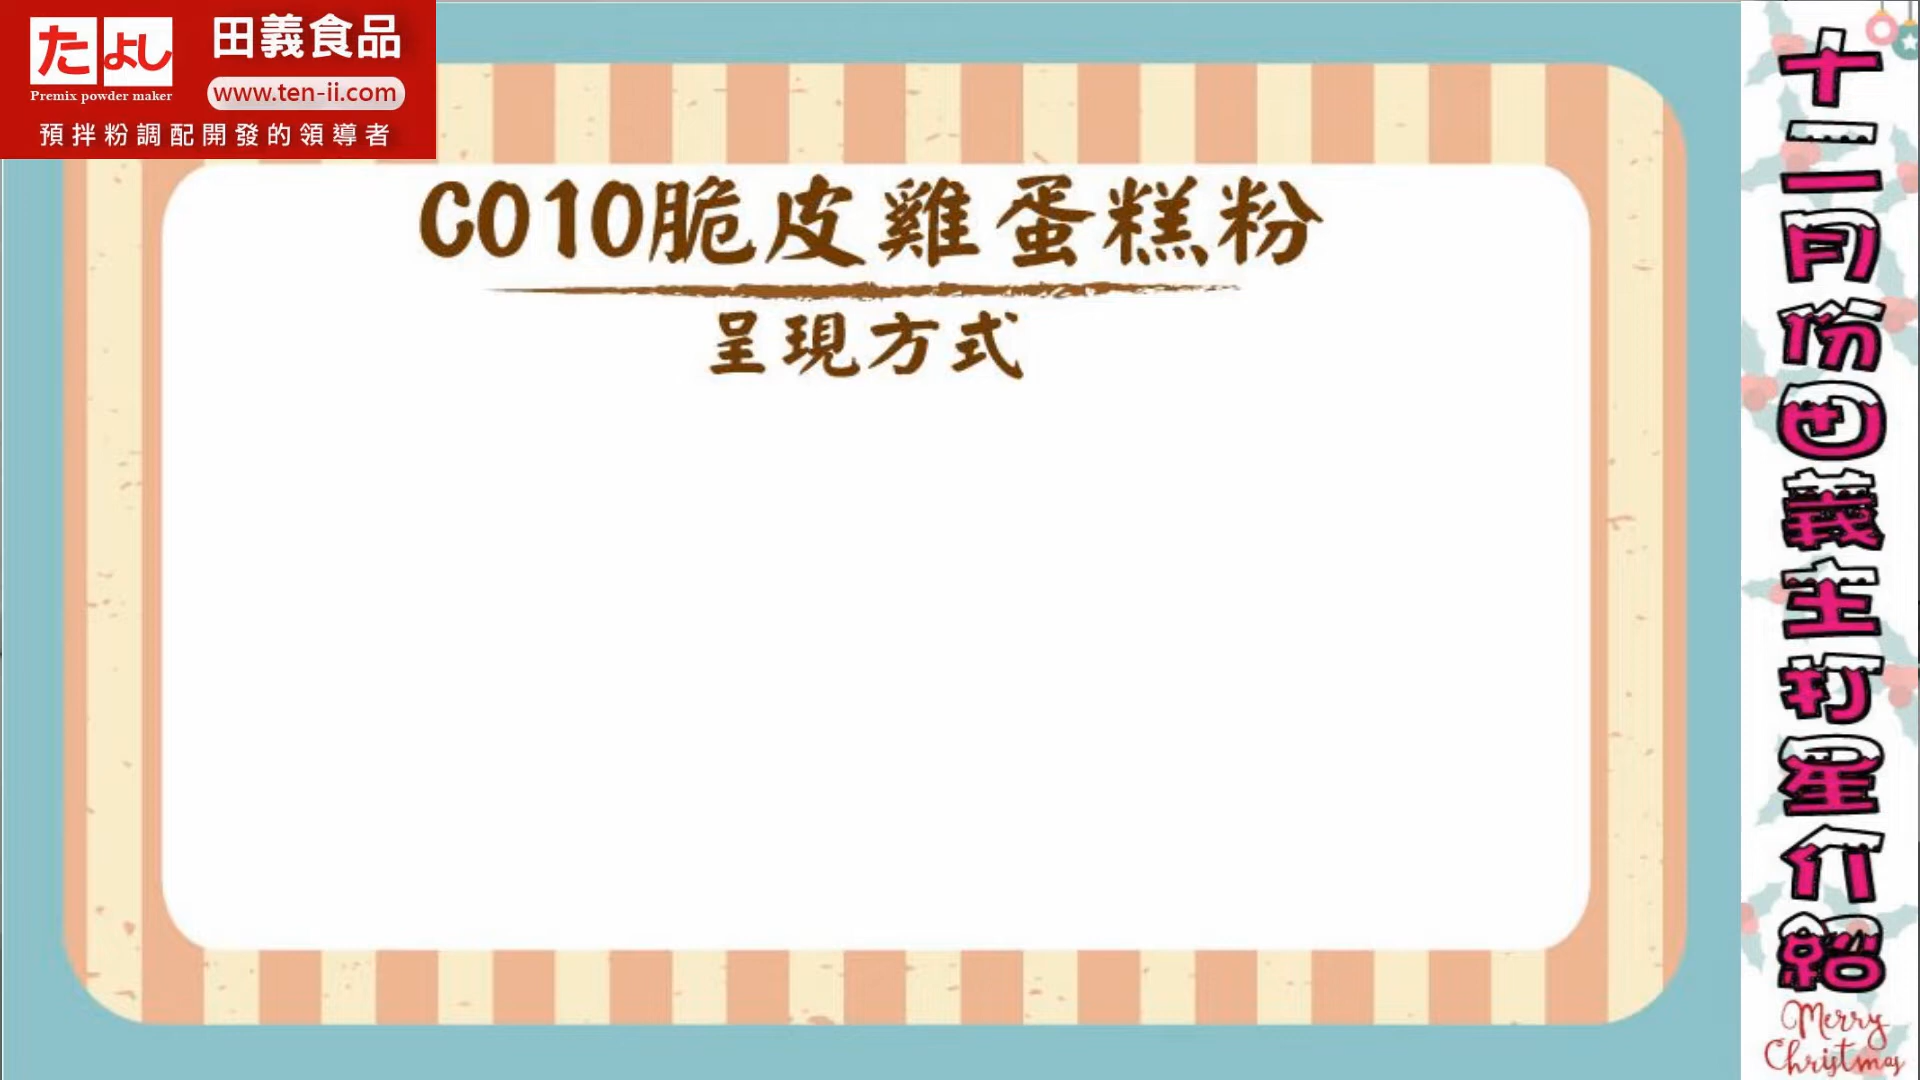 たよし
Premix powder maker
田義食品
www.ten-ii.com
預拌粉調配開發的領導者
C010脆皮雞蛋糕粉
呈現方式
十二月份田義主打星介紹
Merry
Christmas